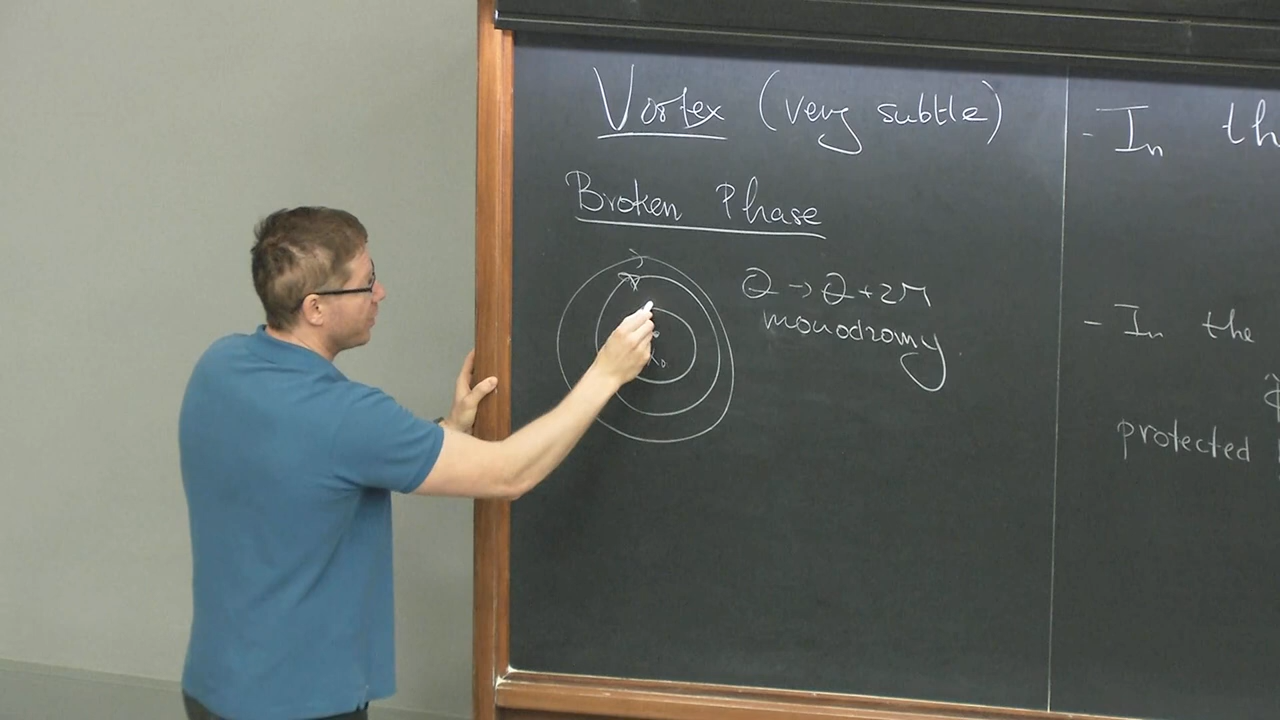 Vortex (very subtle)
Broken Phase
θ → θ + 2π
monodromy
- In th
- In the
protected